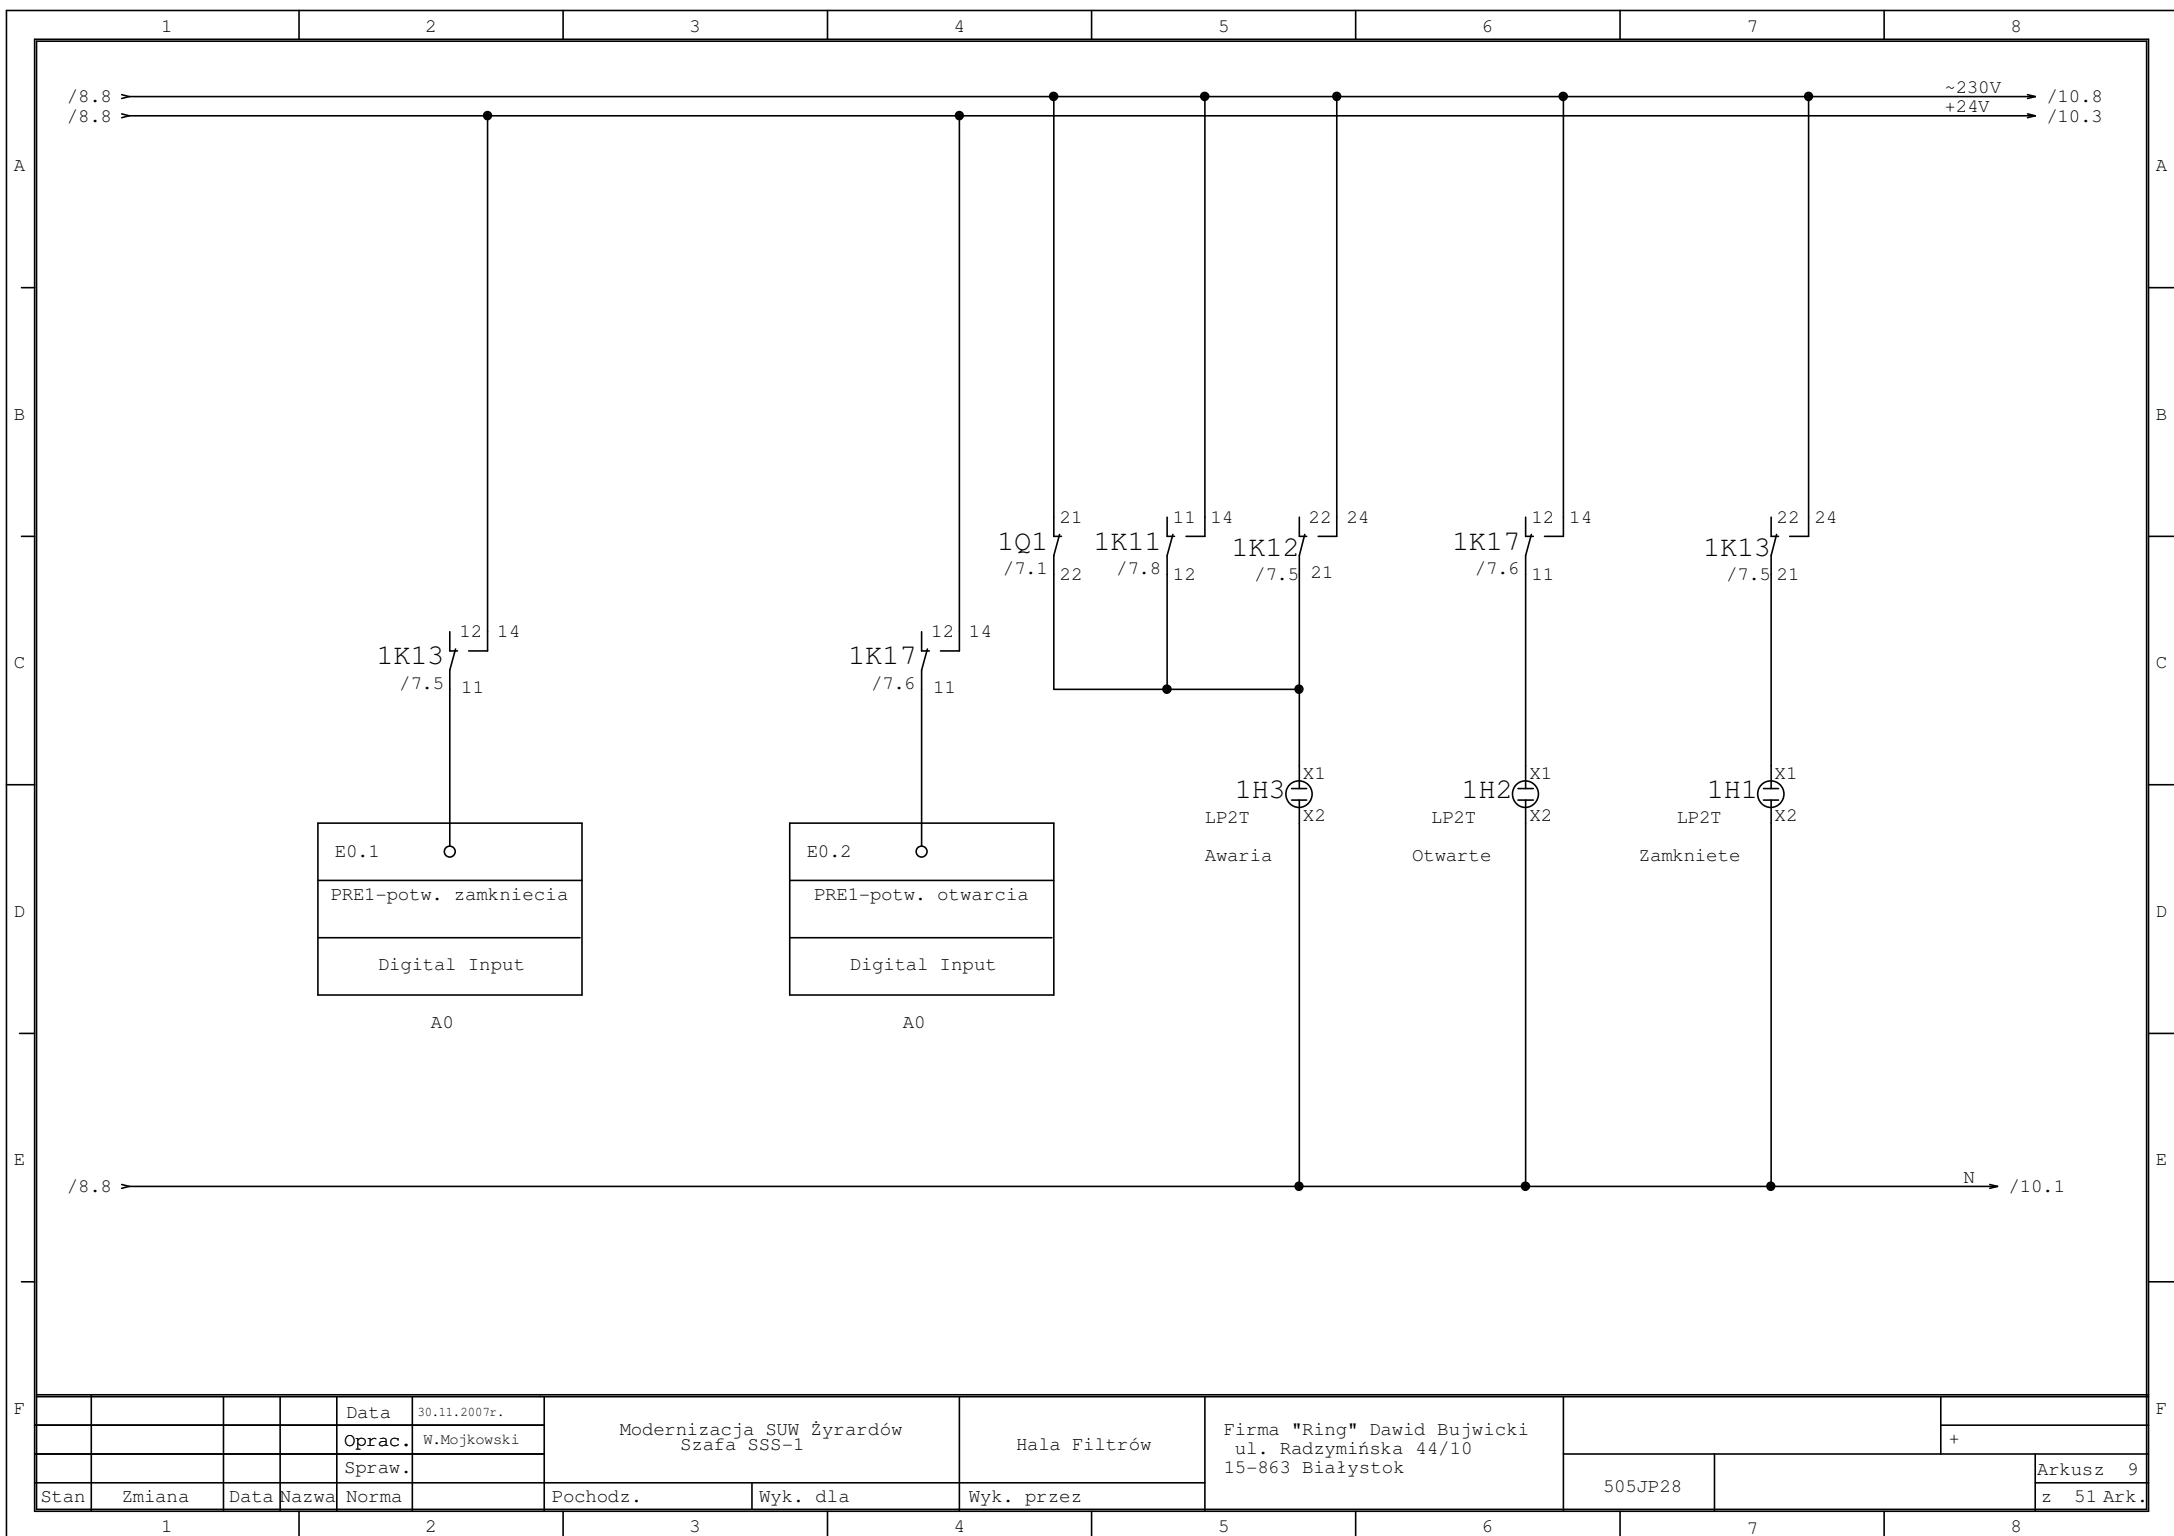 1 2 3 4 5 6 7 8
/8.8 ~230V /10.8
/8.8 +24V /10.3
A A
B B
21 11 14 22 24 12 14 22 24
1Q1 1K11 1K12 1K17 1K13
/7.1 22 /7.8 12 /7.5 21 /7.6 11 /7.5 21
12 14 12 14
1K13 1K17
C C
/7.5 11 /7.6 11
X1 X1 X1
1H3 1H2 1H1
LP2T X2 LP2T X2 LP2T X2
E0.1 E0.2 Awaria Otwarte Zamkniete
PRE1-potw. zamkniecia PRE1-potw. otwarcia
D D
Digital Input Digital Input
A0 A0
E E
/8.8 N /10.1
F F
Data 30.11.2007r.
Oprac. W.Mojkowski
Spraw.
Stan Zmiana Data Nazwa Norma
Modernizacja SUW Żyrardów
Szafa SSS-1
Pochodz. Wyk. dla
Hala Filtrów
Wyk. przez
Firma "Ring" Dawid Bujwicki
ul. Radzymińska 44/10
15-863 Białystok
505JP28
+
Arkusz 9
z 51 Ark.
1 2 3 4 5 6 7 8